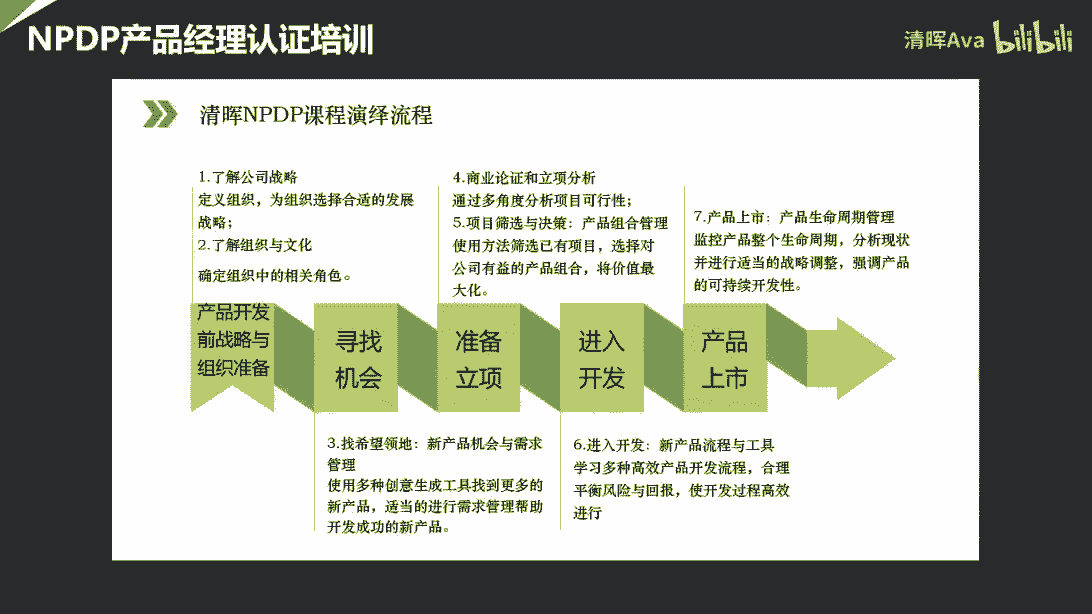 NPDP产品经理认证培训
清晖Ava bilibili
清晖NPDP课程演绎流程
1.了解公司战略
定义组织，为组织选择合适的发展
战略；
2.了解组织与文化
确定组织中的相关角色。
4.商业论证和立项分析
通过多角度分析项目可行性；
5.项目筛选与决策：产品组合管理
使用方法筛选已有项目，选择对
公司有益的产品组合，将价值最
大化。
7.产品上市：产品生命周期管理
监控产品整个生命周期，分析现状
并进行适当的战略调整，强调产品
的可持续开发性。
产品开发
前战略与
组织准备
寻找
机会
准备
立项
进入
开发
产品
上市
3.找希望领地：新产品机会与需求
管理
使用多种创意生成工具找到更多的
新产品，适当的进行需求管理帮助
开发成功的新产品。
6.进入开发：新产品流程与工具
学习多种高效产品开发流程，合理
平衡风险与回报，使开发过程高效
进行